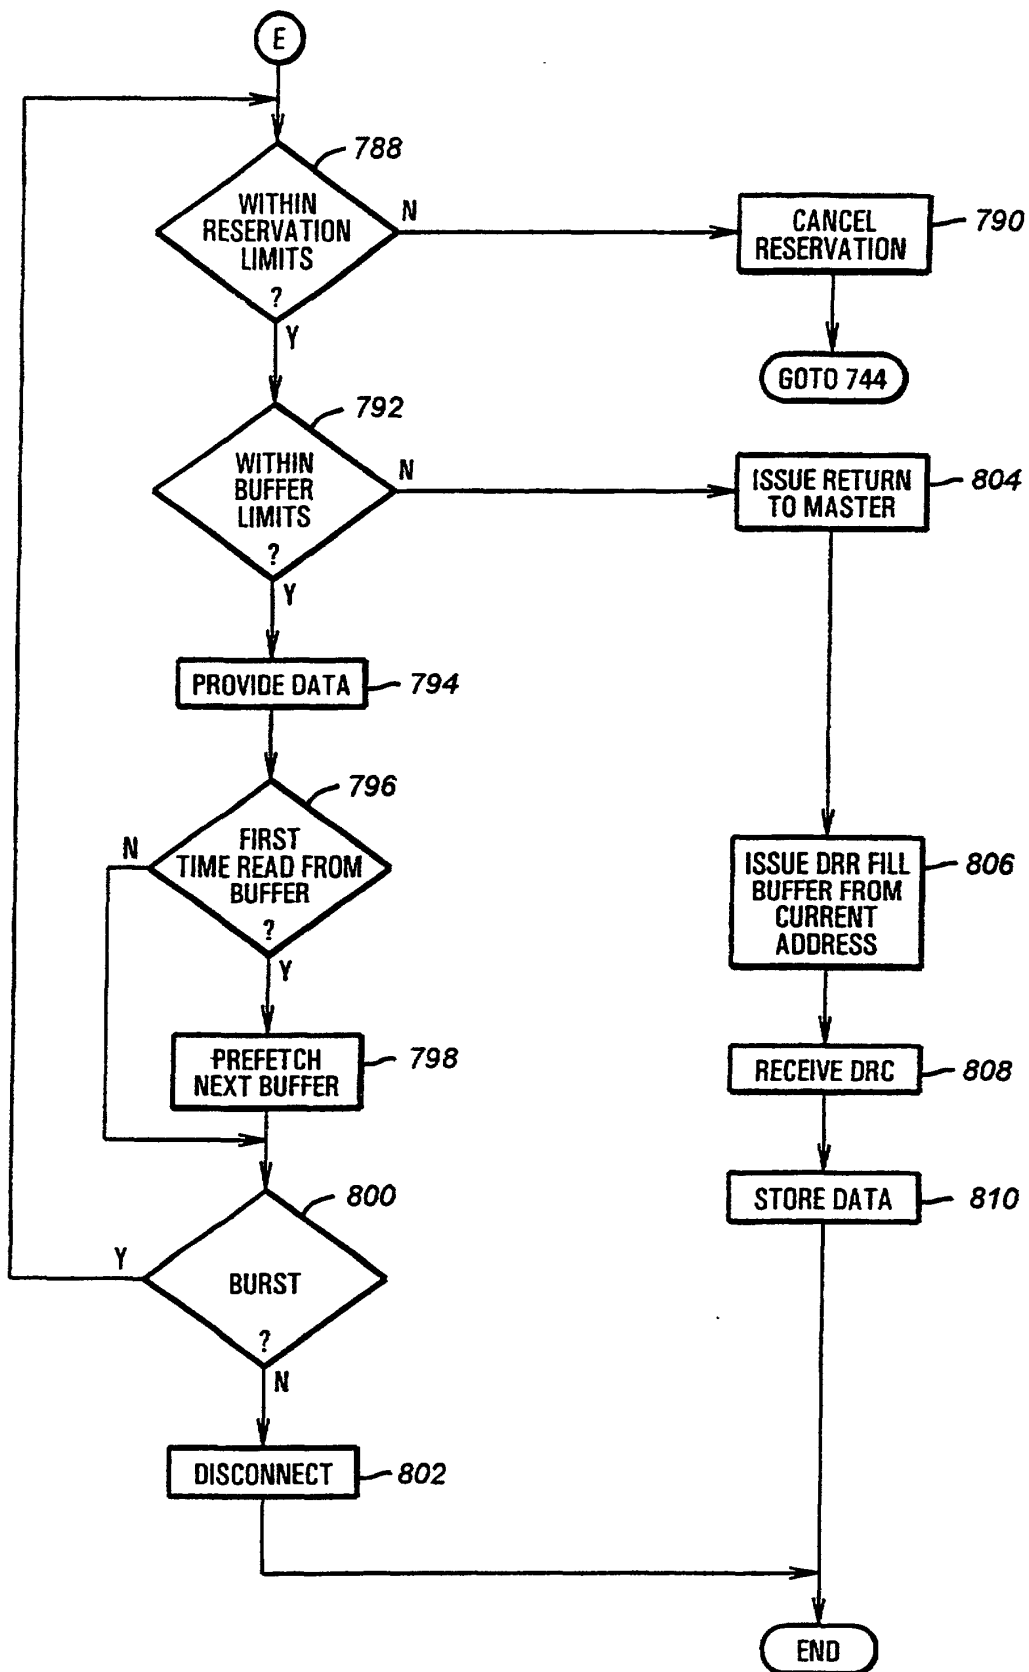 E
788
WITHIN
RESERVATION
LIMITS
?
N
Y
CANCEL
RESERVATION
790
GOTO 744
792
WITHIN
BUFFER
LIMITS
?
N
Y
ISSUE RETURN
TO MASTER
804
PROVIDE DATA
794
796
FIRST
TIME READ FROM
BUFFER
?
N
Y
ISSUE DRR FILL
BUFFER FROM
CURRENT
ADDRESS
806
PREFETCH
NEXT BUFFER
798
RECEIVE DRC
808
800
BURST
?
Y
N
STORE DATA
810
DISCONNECT
802
END